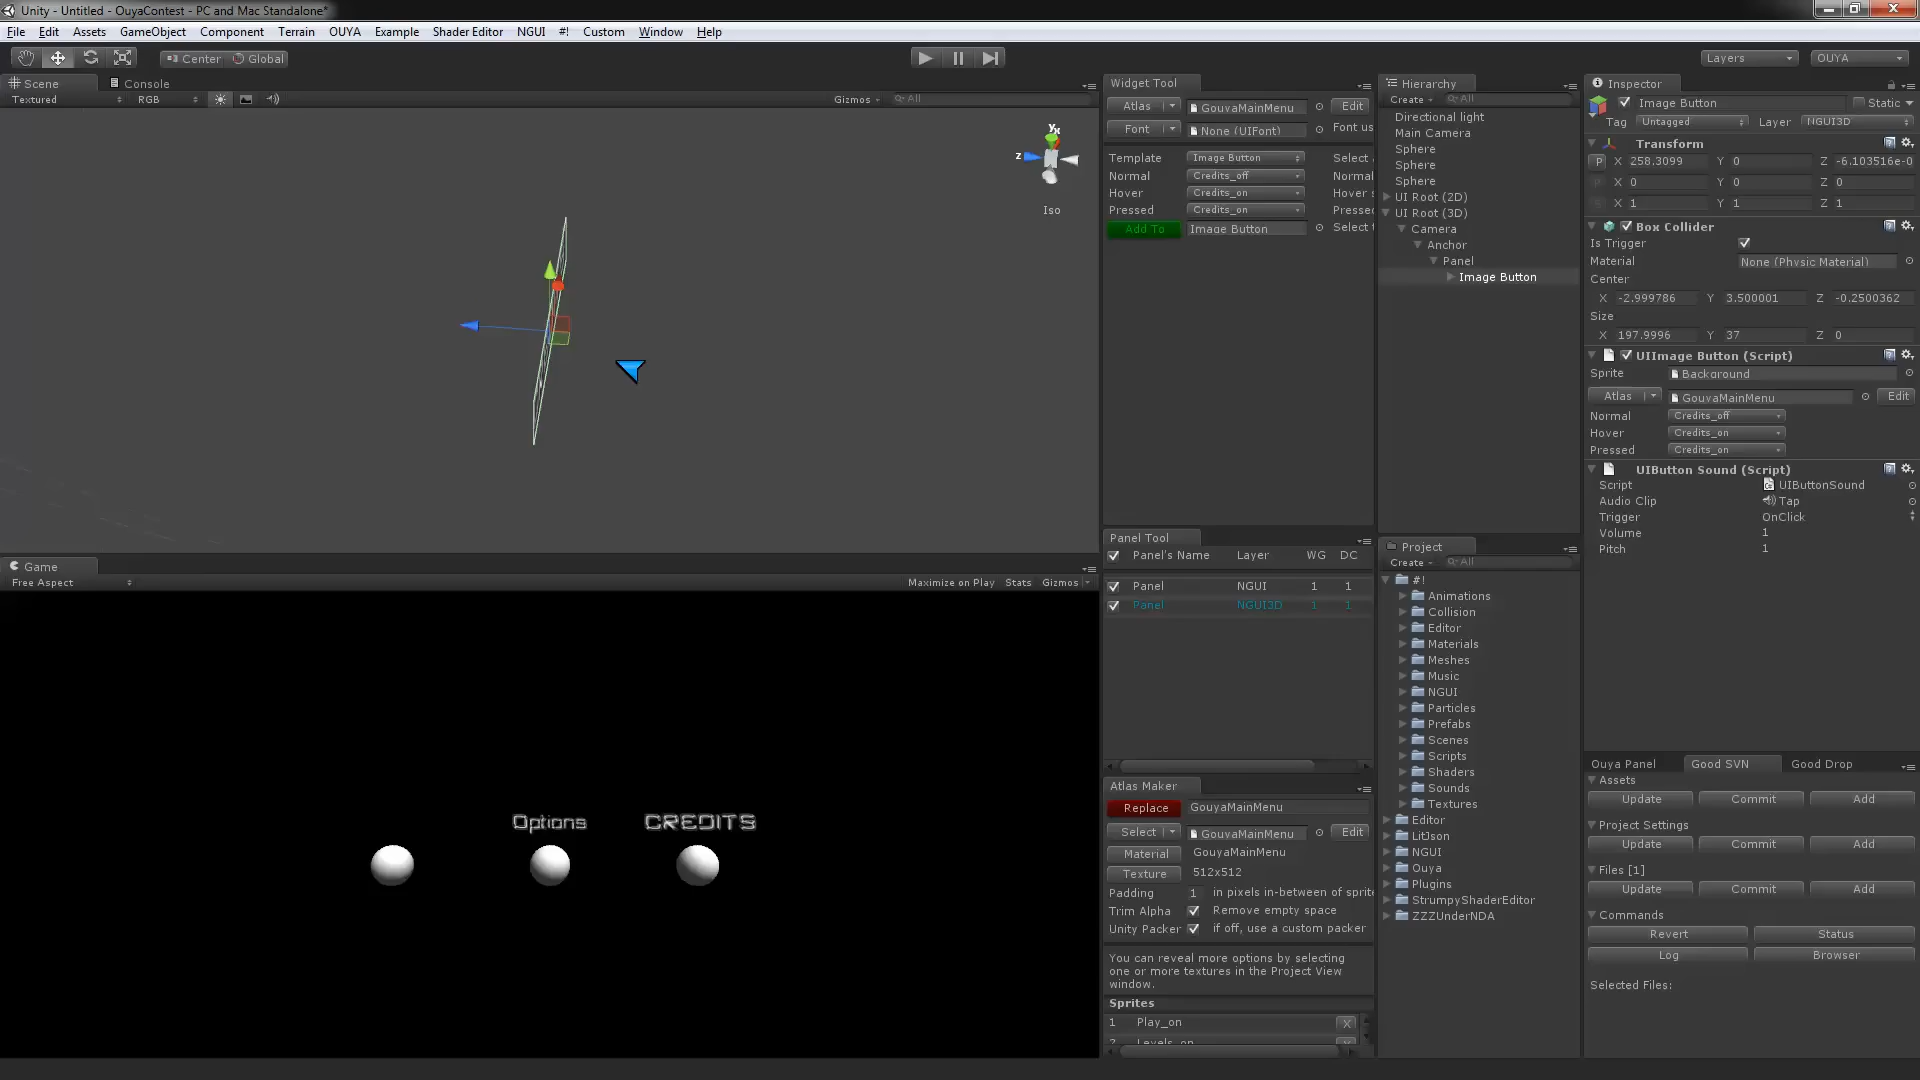 Unity - Untitled - OuyaContest - PC and Mac Standalone*
File Edit Assets GameObject Component Terrain OUYA Example Shader Editor NGUI #! Custom Window Help
Center Global Layers OUYA
Scene Console
Textured RGB Gizmos All
y x
z
Iso
Game
Free Aspect Maximize on Play Stats Gizmos
Options CREDITS
Widget Tool
Atlas GouyaMainMenu Edit
Font None (UIFont) Font us
Template Image Button Select
Normal Credits_off Normal
Hover Credits_on Hover s
Pressed Credits_on Presse
Add To Image Button Select t
Panel Tool
Panel's Name Layer WG DC
Panel NGUI 1 1
Panel NGUI3D 1 1
Atlas Maker
Replace GouyaMainMenu
Select GouyaMainMenu Edit
Material GouyaMainMenu
Texture 512x512
Padding 1 in pixels in-between of sprite
Trim Alpha Remove empty space
Unity Packer if off, use a custom packer
You can reveal more options by selecting
one or more textures in the Project View
window.
Sprites
1 Play_on X
2 Levels_on
Hierarchy
Create All
Directional light
Main Camera
Sphere
Sphere
Sphere
UI Root (2D)
UI Root (3D)
Camera
Anchor
Panel
Image Button
Project
Create All
#!
Animations
Collision
Editor
Materials
Meshes
Music
NGUI
Particles
Prefabs
Scenes
Scripts
Shaders
Sounds
Textures
Editor
LitJson
NGUI
Ouya
Plugins
StrumpyShaderEditor
ZZZUnderNDA
Inspector
Image Button Static
Tag Untagged Layer NGUI3D
Transform
P X 258.3099 Y 0 Z -6.103516e-0
X 0 Y 0 Z 0
X 1 Y 1 Z 1
Box Collider
Is Trigger
Material None (Physic Material)
Center
X -2.999786 Y 3.500001 Z -0.2500362
Size
X 197.9996 Y 37 Z 0
UIImage Button (Script)
Sprite Background
Atlas GouyaMainMenu Edit
Normal Credits_off
Hover Credits_on
Pressed Credits_on
UIButton Sound (Script)
Script UIButtonSound
Audio Clip Tap
Trigger OnClick
Volume 1
Pitch 1
Ouya Panel Good SVN Good Drop
Assets
Update Commit Add
Project Settings
Update Commit Add
Files [1]
Update Commit Add
Commands
Revert Status
Log Browser
Selected Files: